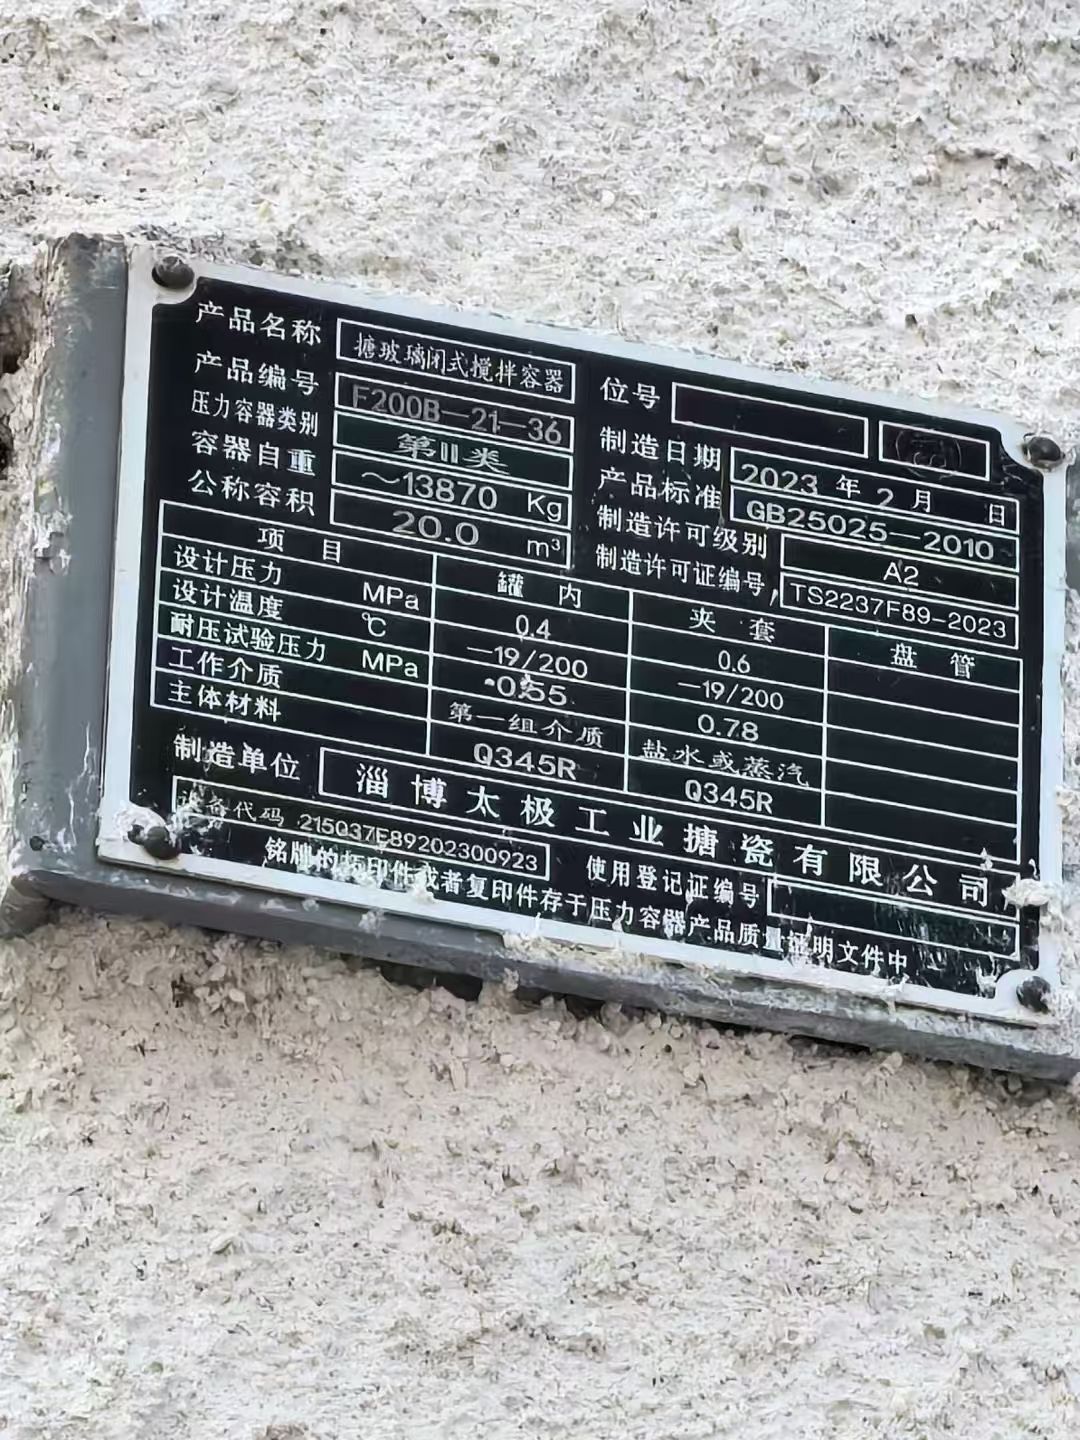 产品名称 搪玻璃闭式搅拌容器 位号
产品编号 F200B-21-36 制造日期 2023 年 2 月 日
压力容器类别 第II类 产品标准 GB25025-2010
容器自重 ~13870 Kg 制造许可级别 A2
公称容积 20.0 m³ 制造许可证编号 TS2237F89-2023
项 目 罐 内 夹 套 盘 管
设计压力 MPa 0.4 0.6
设计温度 ℃ -19/200 -19/200
耐压试验压力 MPa 0.55 0.78
工作介质 第一组介质 盐水或蒸汽
主体材料 Q345R Q345R
制造单位 淄博太极工业搪瓷有限公司
设备代码 215Q37E89202300923 使用登记证编号
铭牌的拓印件或者复印件存于压力容器产品质量证明文件中